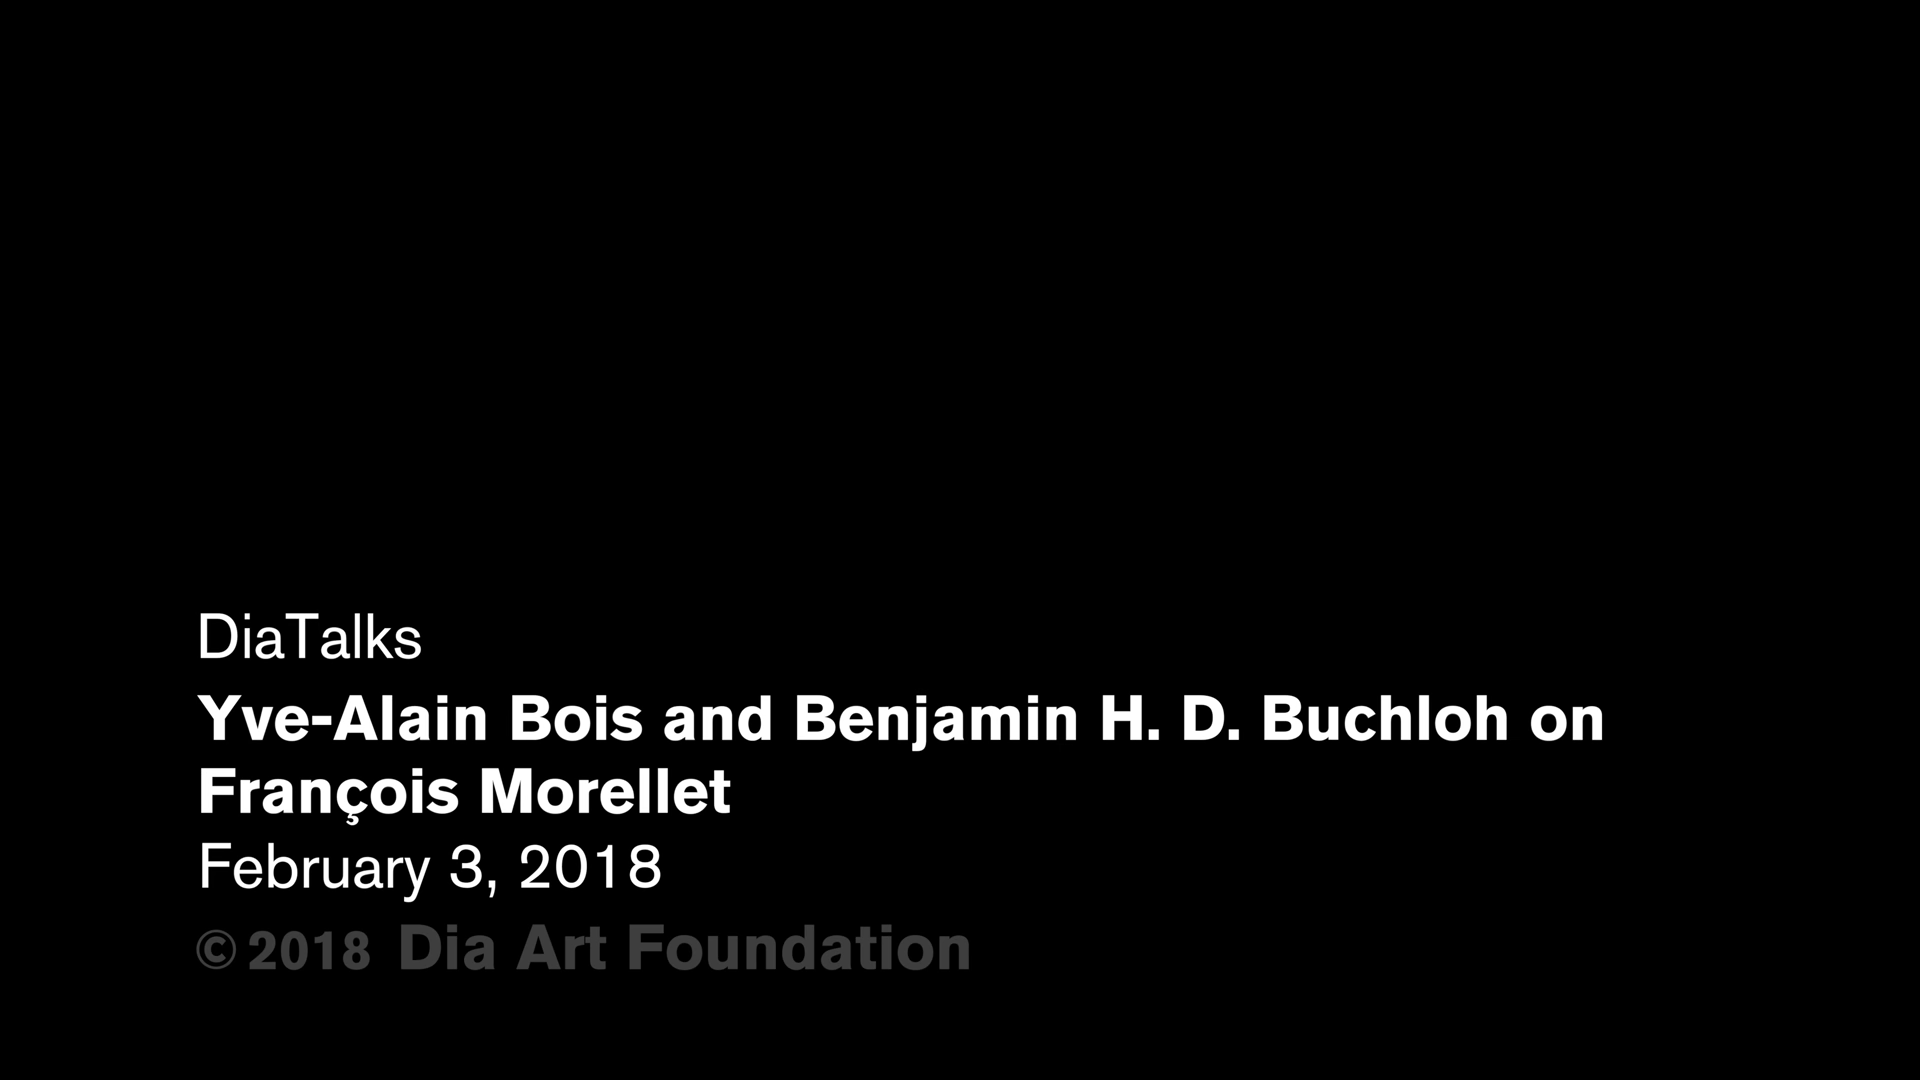 DiaTalks
Yve-Alain Bois and Benjamin H. D. Buchloh on
François Morellet
February 3, 2018
© 2018 Dia Art Foundation